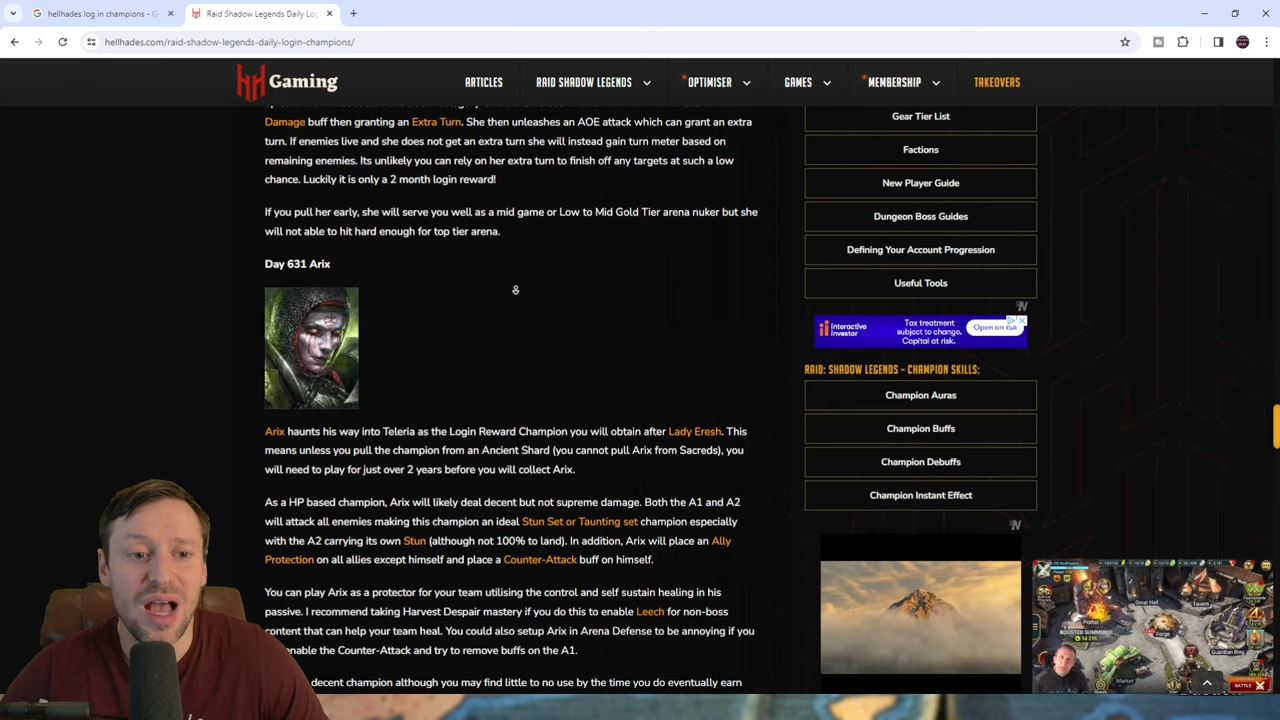 hellhades log in champions - G
Raid Shadow Legends Daily Log
hellhades.com/raid-shadow-legends-daily-login-champions/
Gaming
ARTICLES
RAID SHADOW LEGENDS
OPTIMISER
GAMES
MEMBERSHIP
TAKEOVERS
Damage buff then granting an Extra Turn. She then unleashes an AOE attack which can grant an extra
turn. If enemies live and she does not get an extra turn she will instead gain turn meter based on
remaining enemies. Its unlikely you can rely on her extra turn to finish off any targets at such a low
chance. Luckily it is only a 2 month login reward!
If you pull her early, she will serve you well as a mid game or Low to Mid Gold Tier arena nuker but she
will not able to hit hard enough for top tier arena.
Day 631 Arix
Arix haunts his way into Teleria as the Login Reward Champion you will obtain after Lady Eresh. This
means unless you pull the champion from an Ancient Shard (you cannot pull Arix from Sacreds), you
will need to play for just over 2 years before you will collect Arix.
As a HP based champion, Arix will likely deal decent but not supreme damage. Both the A1 and A2
will attack all enemies making this champion an ideal Stun Set or Taunting set champion especially
with the A2 carrying its own Stun (although not 100% to land). In addition, Arix will place an Ally
Protection on all allies except himself and place a Counter-Attack buff on himself.
You can play Arix as a protector for your team utilising the control and self sustain healing in his
passive. I recommend taking Harvest Despair mastery if you do this to enable Leech for non-boss
content that can help your team heal. You could also setup Arix in Arena Defense to be annoying if you
enable the Counter-Attack and try to remove buffs on the A1.
decent champion although you may find little to no use by the time you do eventually earn
Gear Tier List
Factions
New Player Guide
Dungeon Boss Guides
Defining Your Account Progression
Useful Tools
Interactive
Investor
Tax treatment
subject to change.
Capital at risk.
Open an ISA
RAID: SHADOW LEGENDS - CHAMPION SKILLS:
Champion Auras
Champion Buffs
Champion Debuffs
Champion Instant Effect
Great Hall
Tavern
Portal
BOOSTED SUMMONS!
Forge
Guardian Ring
Market
BATTLE